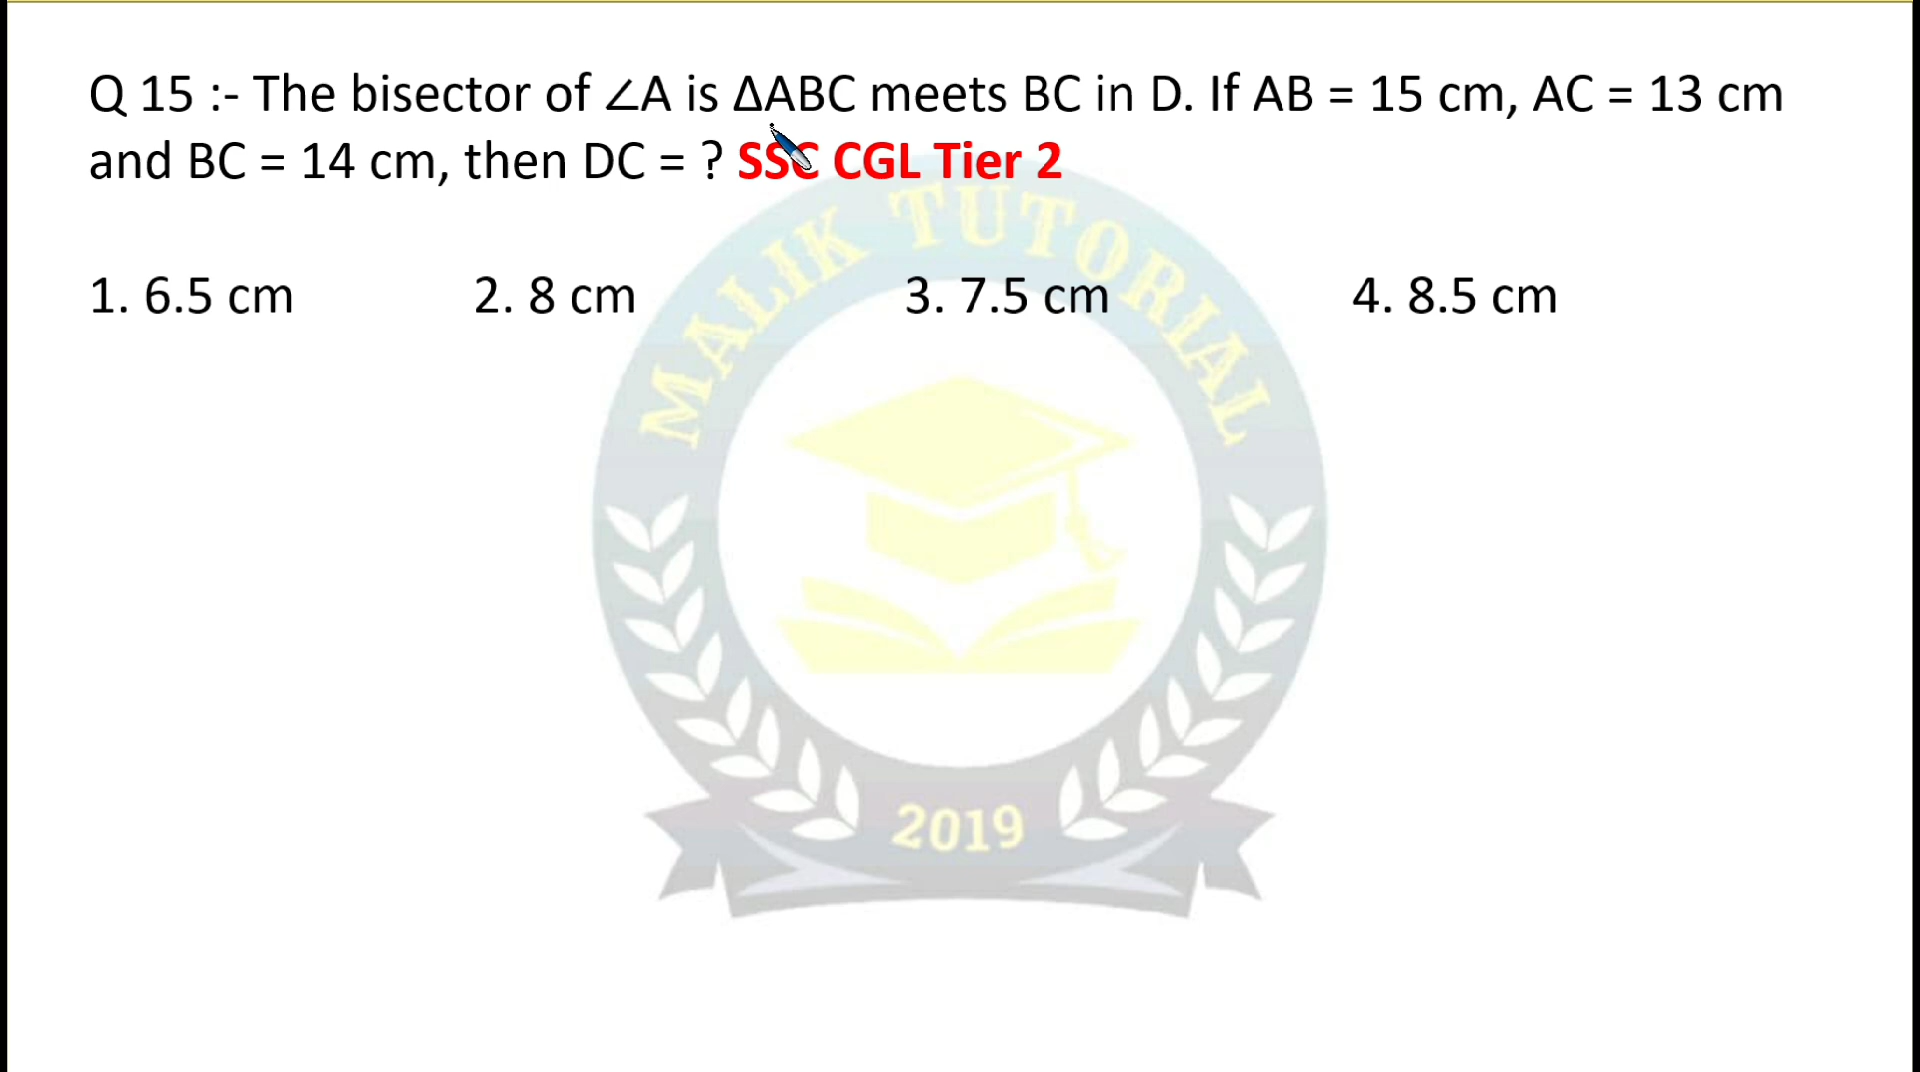 Q 15 :- The bisector of ∠A is ΔABC meets BC in D. If AB = 15 cm, AC = 13 cm
and BC = 14 cm, then DC = ? SSC CGL Tier 2
1. 6.5 cm 2. 8 cm 3. 7.5 cm 4. 8.5 cm
MALIK TUTORIAL
2019